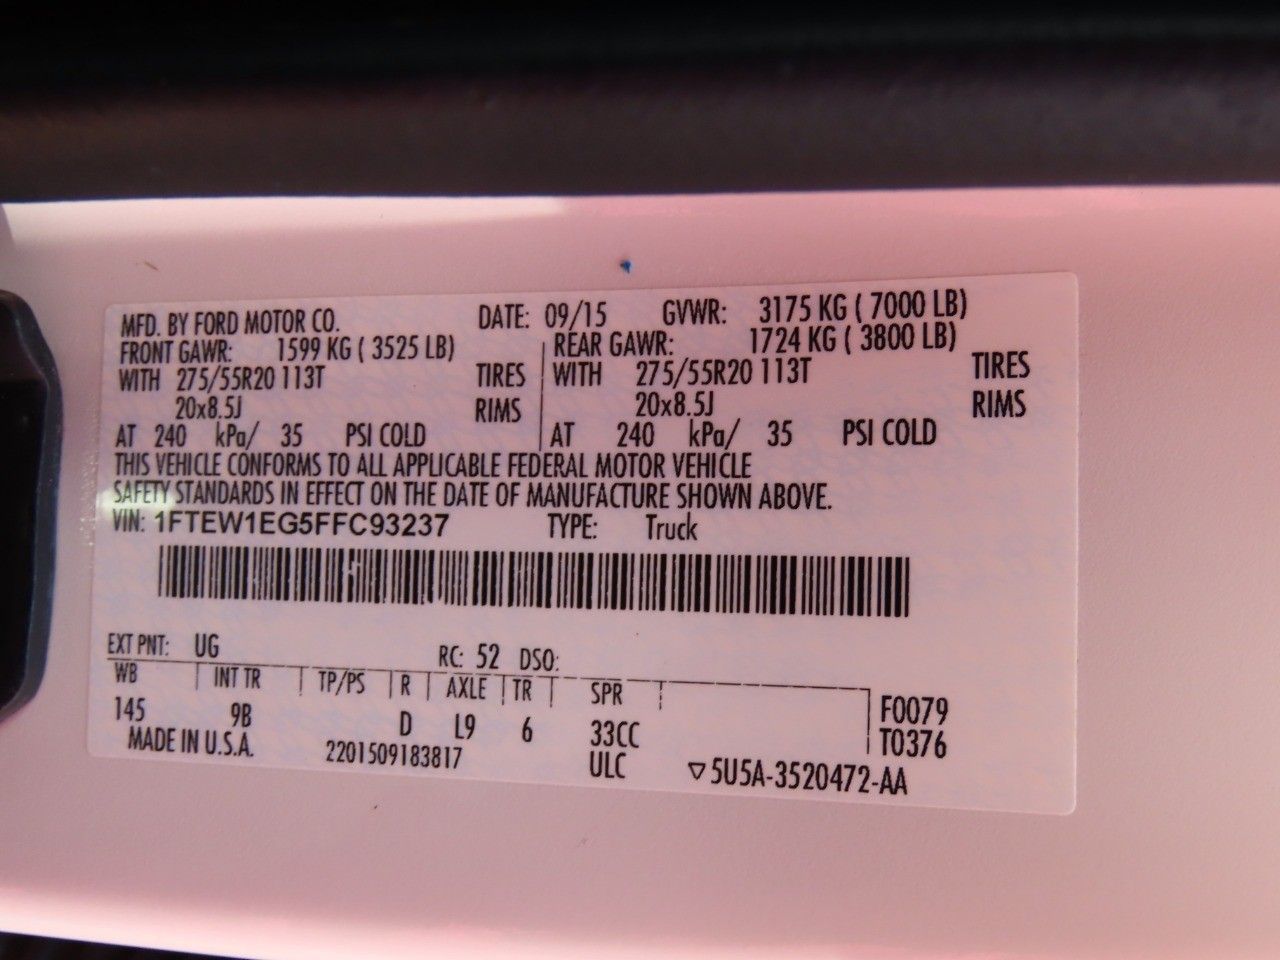 MFD. BY FORD MOTOR CO. DATE: 09/15 GVWR: 3175 KG ( 7000 LB)
FRONT GAWR: 1599 KG ( 3525 LB) REAR GAWR: 1724 KG ( 3800 LB)
WITH 275/55R20 113T TIRES WITH 275/55R20 113T TIRES
20x8.5J RIMS 20x8.5J RIMS
AT 240 kPa/ 35 PSI COLD AT 240 kPa/ 35 PSI COLD
THIS VEHICLE CONFORMS TO ALL APPLICABLE FEDERAL MOTOR VEHICLE
SAFETY STANDARDS IN EFFECT ON THE DATE OF MANUFACTURE SHOWN ABOVE.
VIN: 1FTEW1EG5FFC93237 TYPE: Truck
EXT PNT: UG RC: 52 DSO:
WB INT TR TP/PS R AXLE TR SPR
145 9B D L9 6 33CC F0079
ULC T0376
MADE IN U.S.A. 2201509183817 ▽5U5A-3520472-AA